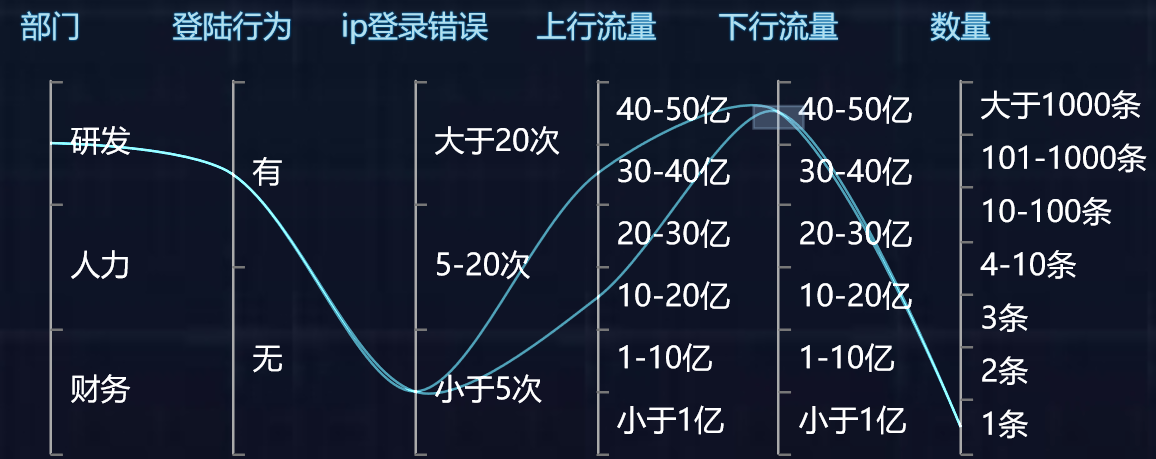 部门 登陆行为 ip登录错误 上行流量 下行流量 数量
研发
人力
财务
有
无
大于20次
5-20次
小于5次
40-50亿
30-40亿
20-30亿
10-20亿
1-10亿
小于1亿
40-50亿
30-40亿
20-30亿
10-20亿
1-10亿
小于1亿
大于1000条
101-1000条
10-100条
4-10条
3条
2条
1条